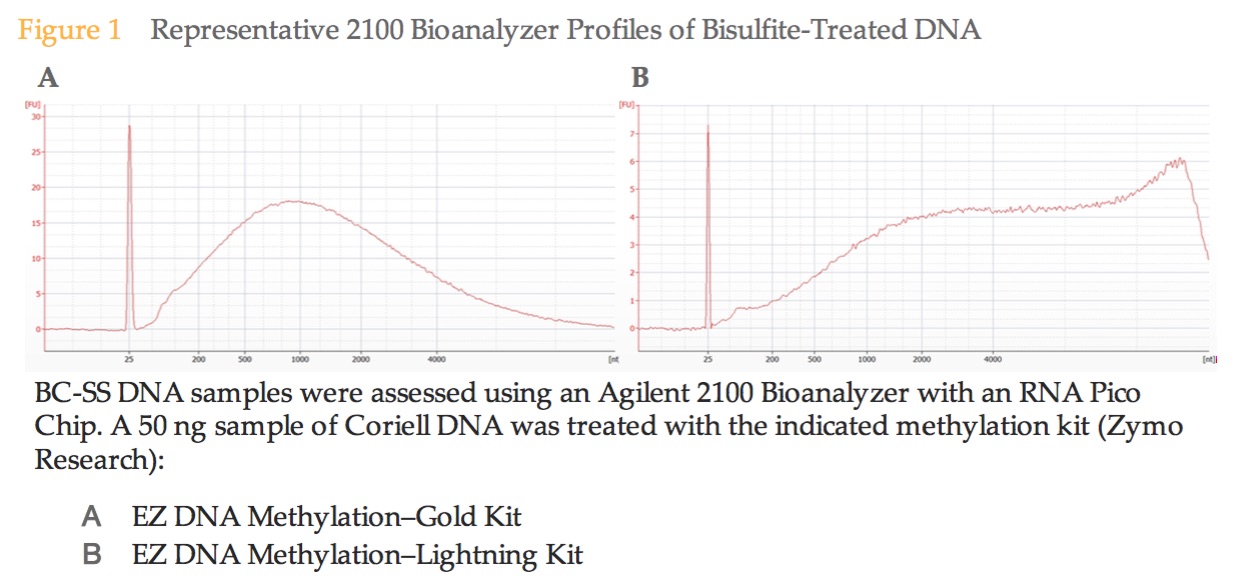 Figure 1 Representative 2100 Bioanalyzer Profiles of Bisulfite-Treated DNA
A B
[FU] [FU]
30
25
20
15
10
5
0
25 200 500 1000 2000 4000 [nt
7
6
5
4
3
2
1
0
25 200 500 1000 2000 4000 [nt]
BC-SS DNA samples were assessed using an Agilent 2100 Bioanalyzer with an RNA Pico
Chip. A 50 ng sample of Coriell DNA was treated with the indicated methylation kit (Zymo
Research):
A EZ DNA Methylation–Gold Kit
B EZ DNA Methylation–Lightning Kit